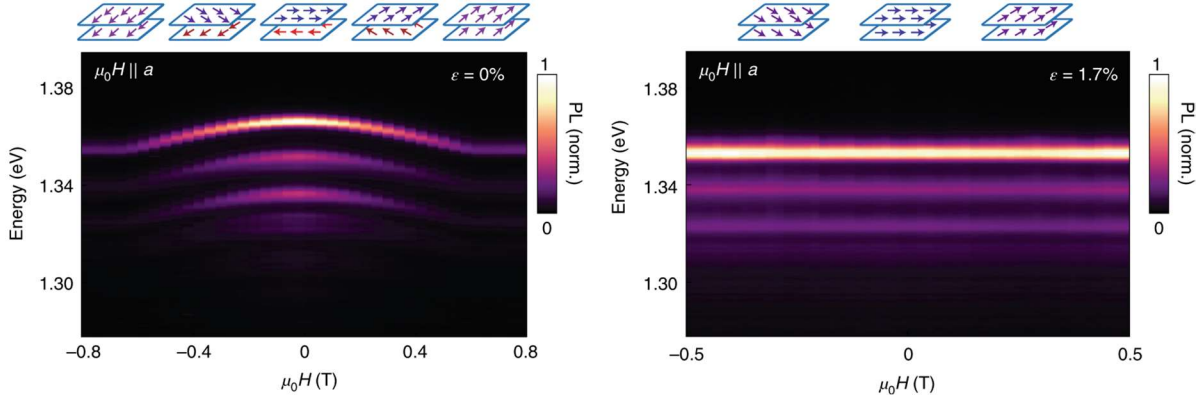 μ₀H || a
ε = 0%
1.38
1.34
1.30
Energy (eV)
–0.8
–0.4
0
0.4
0.8
μ₀H (T)
1
0
PL (norm.)
μ₀H || a
ε = 1.7%
1.38
1.34
1.30
Energy (eV)
–0.5
0
0.5
μ₀H (T)
1
0
PL (norm.)